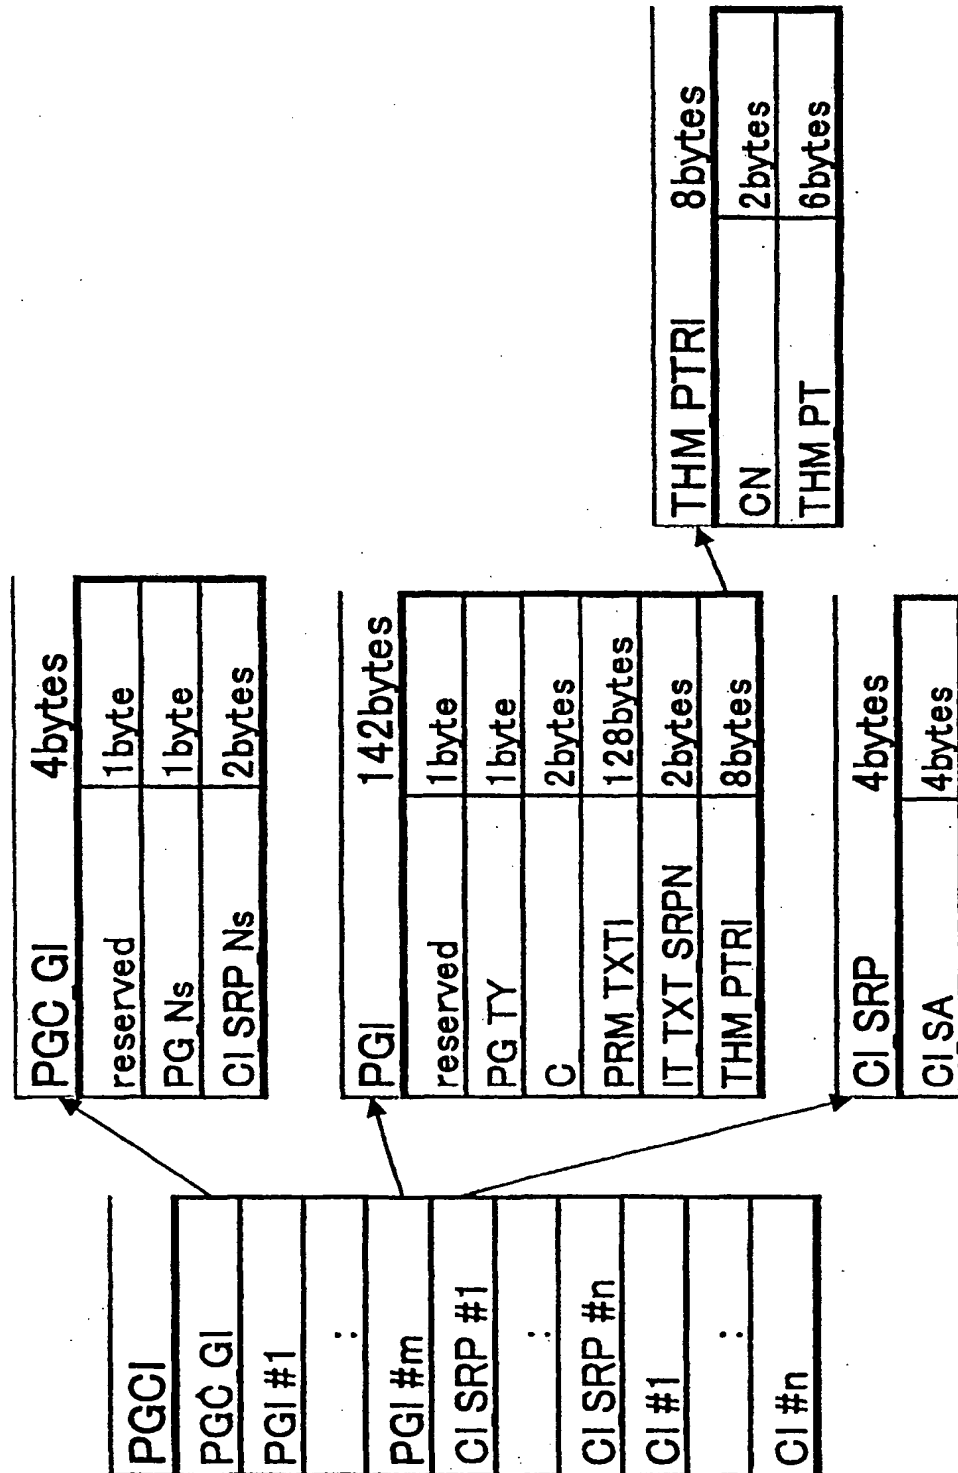 PGCI
PGC GI
PGI #1
:
PGI #m
CI SRP #1
:
CI SRP #n
CI #1
:
CI #n
PGC GI 4bytes
reserved 1byte
PG Ns 1byte
CI SRP Ns 2bytes
PGI 142bytes
reserved 1byte
PG TY 1byte
C 2bytes
PRM TXTI 128bytes
IT TXT SRPN 2bytes
THM PTRI 8bytes
CI SRP 4bytes
CI SA 4bytes
THM PTRI 8bytes
CN 2bytes
THM PT 6bytes